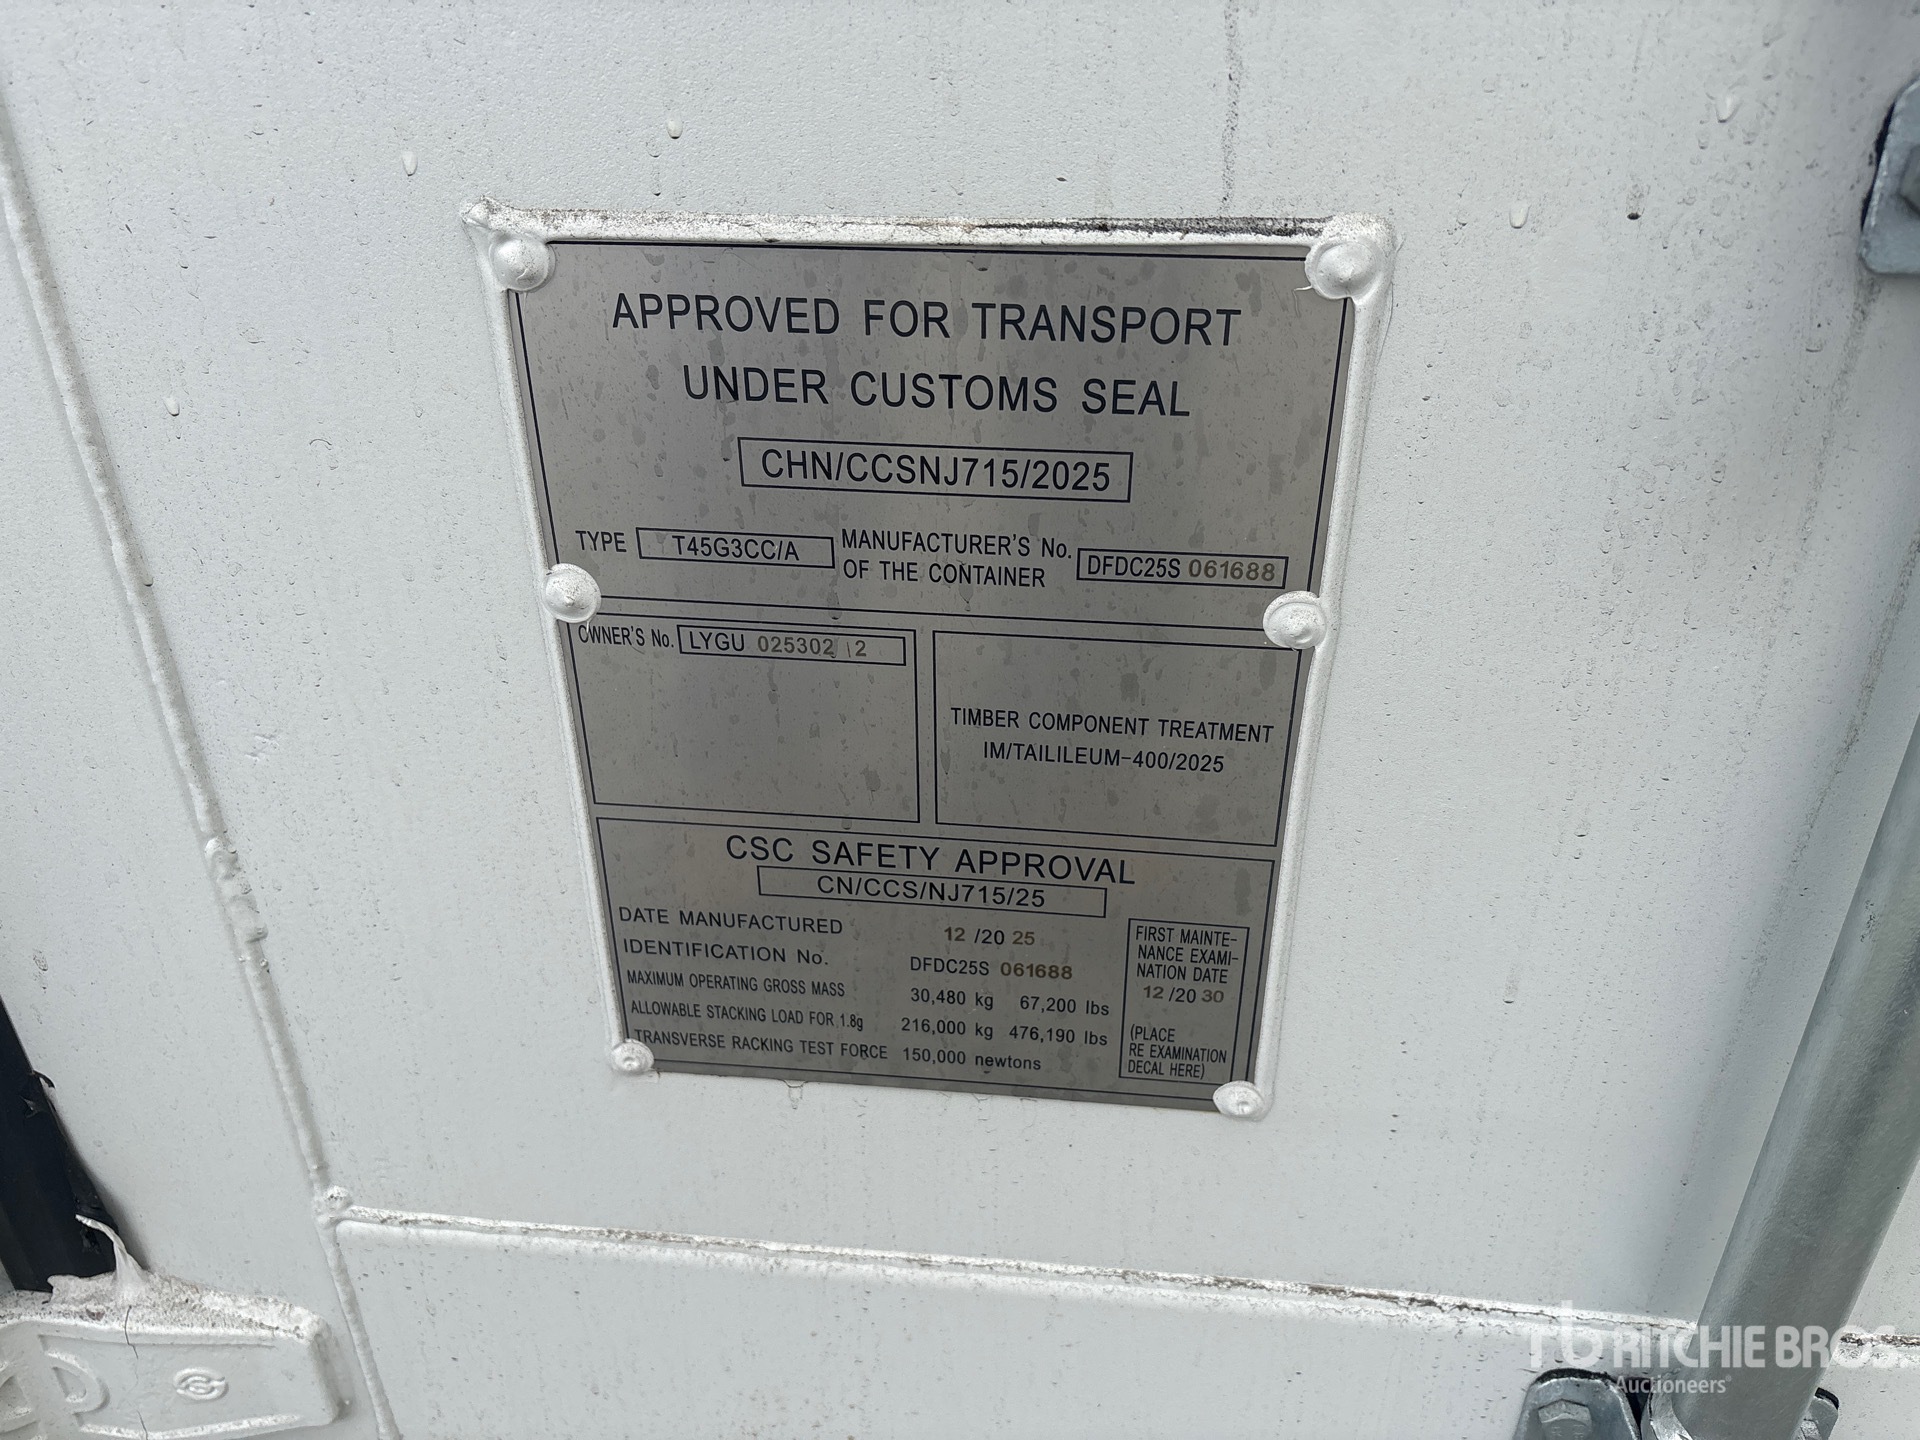 APPROVED FOR TRANSPORT
UNDER CUSTOMS SEAL
CHN/CCSNJ715/2025
TYPE T45G3CC/A MANUFACTURER'S No. OF THE CONTAINER DFDC25S 061688
OWNER'S No. LYGU 025302 2
TIMBER COMPONENT TREATMENT
IM/TAILILEUM-400/2025
CSC SAFETY APPROVAL
CN/CCS/NJ715/25
DATE MANUFACTURED 12 /20 25
IDENTIFICATION No. DFDC25S 061688
MAXIMUM OPERATING GROSS MASS 30,480 kg 67,200 lbs
ALLOWABLE STACKING LOAD FOR 1.8g 216,000 kg 476,190 lbs
TRANSVERSE RACKING TEST FORCE 150,000 newtons
FIRST MAINTE-
NANCE EXAMI-
NATION DATE
12 /20 30
(PLACE
RE EXAMINATION
DECAL HERE)
rb RITCHIE BROS.
Auctioneers